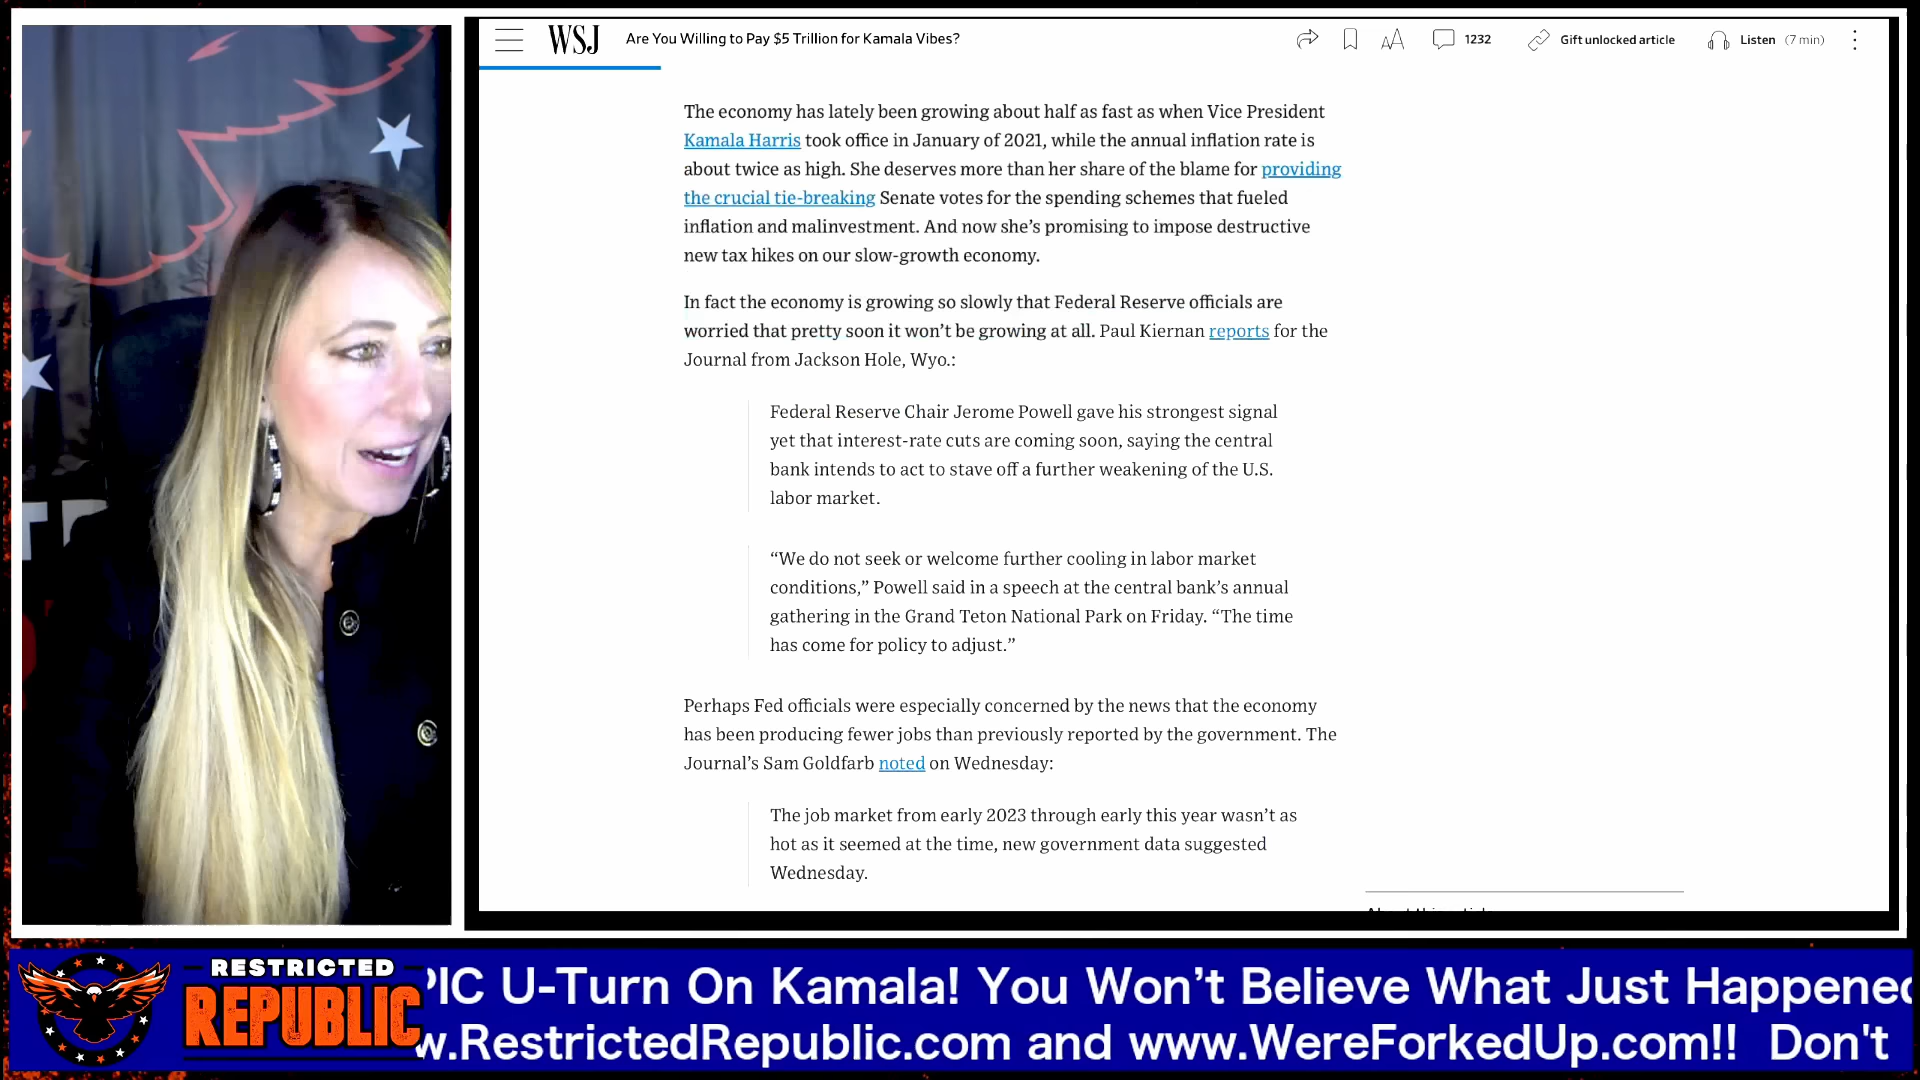 WSJ Are You Willing to Pay $5 Trillion for Kamala Vibes? 1232 Gift unlocked article Listen (7 min)
The economy has lately been growing about half as fast as when Vice President
Kamala Harris took office in January of 2021, while the annual inflation rate is
about twice as high. She deserves more than her share of the blame for providing
the crucial tie-breaking Senate votes for the spending schemes that fueled
inflation and malinvestment. And now she’s promising to impose destructive
new tax hikes on our slow-growth economy.
In fact the economy is growing so slowly that Federal Reserve officials are
worried that pretty soon it won’t be growing at all. Paul Kiernan reports for the
Journal from Jackson Hole, Wyo.:
Federal Reserve Chair Jerome Powell gave his strongest signal
yet that interest-rate cuts are coming soon, saying the central
bank intends to act to stave off a further weakening of the U.S.
labor market.
“We do not seek or welcome further cooling in labor market
conditions,” Powell said in a speech at the central bank’s annual
gathering in the Grand Teton National Park on Friday. “The time
has come for policy to adjust.”
Perhaps Fed officials were especially concerned by the news that the economy
has been producing fewer jobs than previously reported by the government. The
Journal’s Sam Goldfarb noted on Wednesday:
The job market from early 2023 through early this year wasn’t as
hot as it seemed at the time, new government data suggested
Wednesday.
RESTRICTED
REPUBLIC
PIC U-Turn On Kamala! You Won’t Believe What Just Happened
w.RestrictedRepublic.com and www.WereForkedUp.com!! Don't